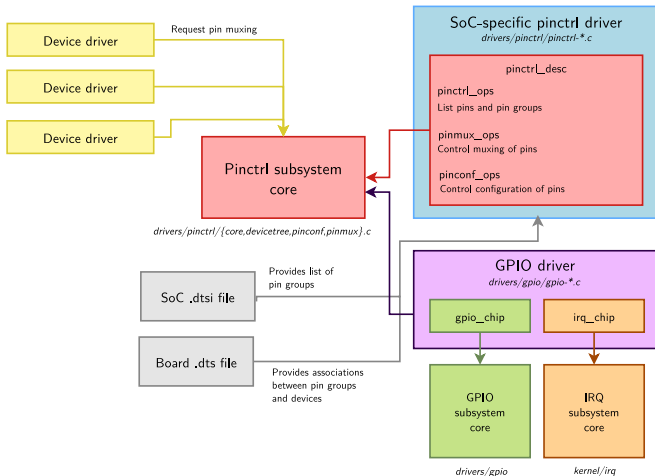 Device driver
Device driver
Device driver
Request pin muxing
SoC-specific pinctrl driver
drivers/pinctrl/pinctrl-*.c
pinctrl_desc
pinctrl_ops
List pins and pin groups
pinmux_ops
Control muxing of pins
pinconf_ops
Control configuration of pins
Pinctrl subsystem
core
drivers/pinctrl/{core,devicetree,pinconf,pinmux}.c
SoC .dtsi file
Provides list of
pin groups
Board .dts file
Provides associations
between pin groups
and devices
GPIO driver
drivers/gpio/gpio-*.c
gpio_chip
irq_chip
GPIO
subsystem
core
IRQ
subsystem
core
drivers/gpio
kernel/irq